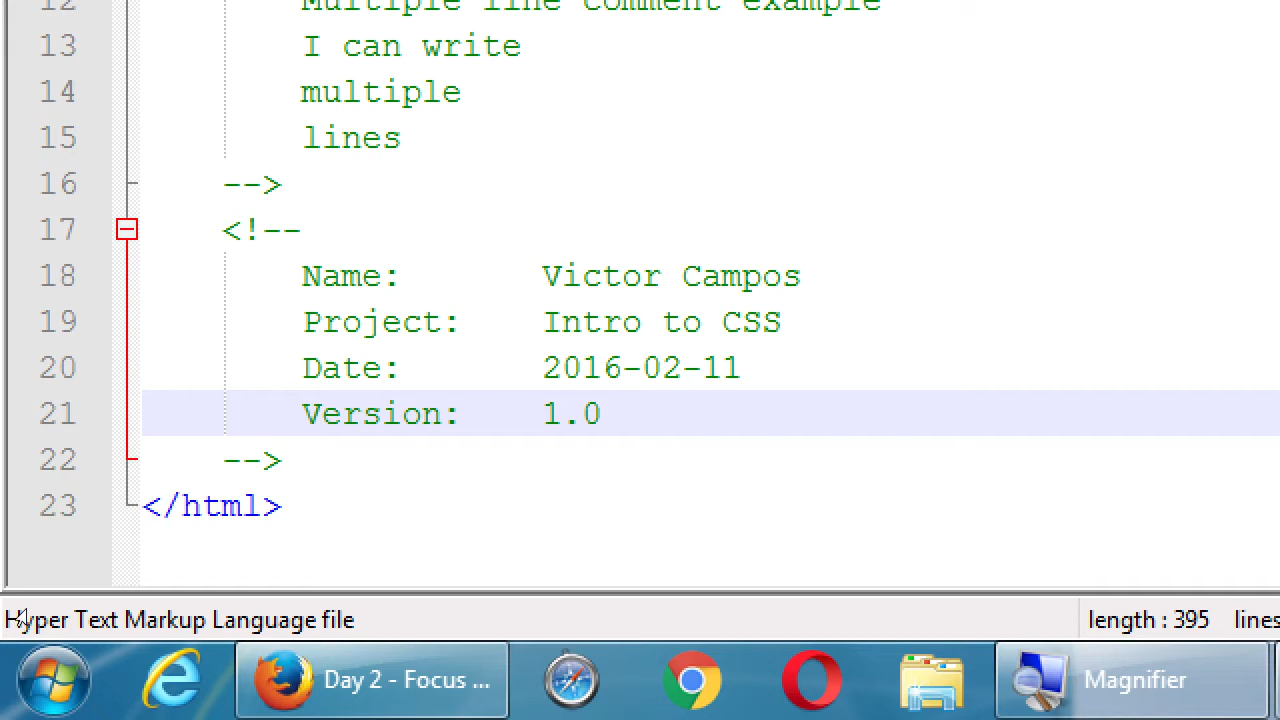 12 Multiple line comment example
13 I can write
14 multiple
15 lines
16 -->
17 <!--
18 Name: Victor Campos
19 Project: Intro to CSS
20 Date: 2016-02-11
21 Version: 1.0
22 -->
23 </html>
Hyper Text Markup Language file length : 395 lines
Day 2 - Focus ... Magnifier